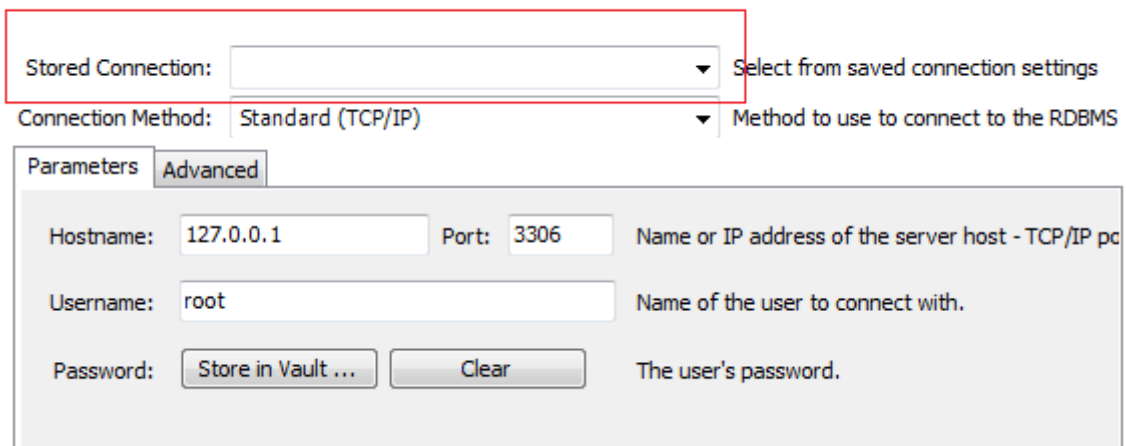 Stored Connection: Select from saved connection settings
Connection Method: Standard (TCP/IP) Method to use to connect to the RDBMS
Parameters Advanced
Hostname: 127.0.0.1 Port: 3306 Name or IP address of the server host - TCP/IP
Username: root Name of the user to connect with.
Password: Store in Vault ... Clear The user's password.